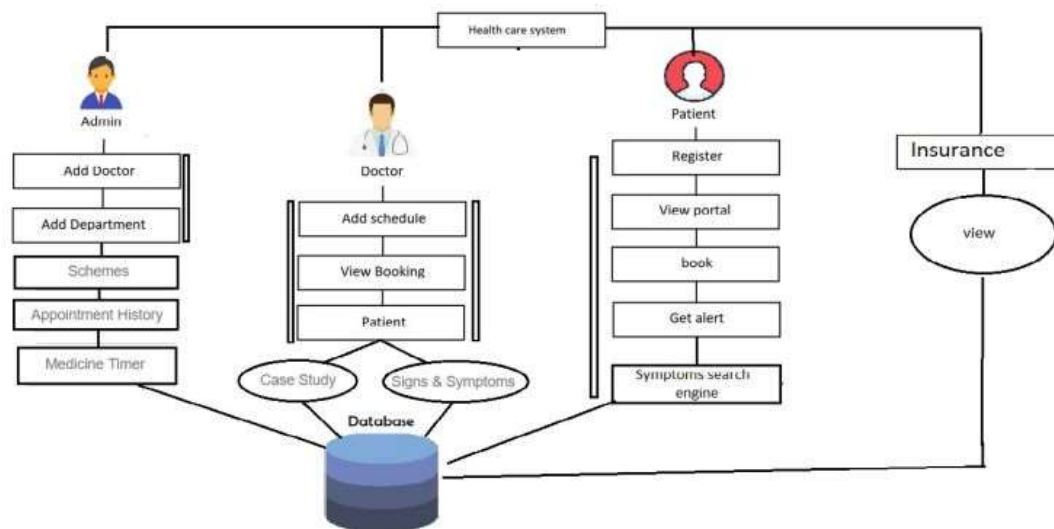 Health care system
Admin
Add Doctor
Add Department
Schemes
Appointment History
Medicine Timer
Doctor
Add schedule
View Booking
Patient
Case Study
Signs & Symptoms
Patient
Register
View portal
book
Get alert
Symptoms search
engine
Insurance
view
Database